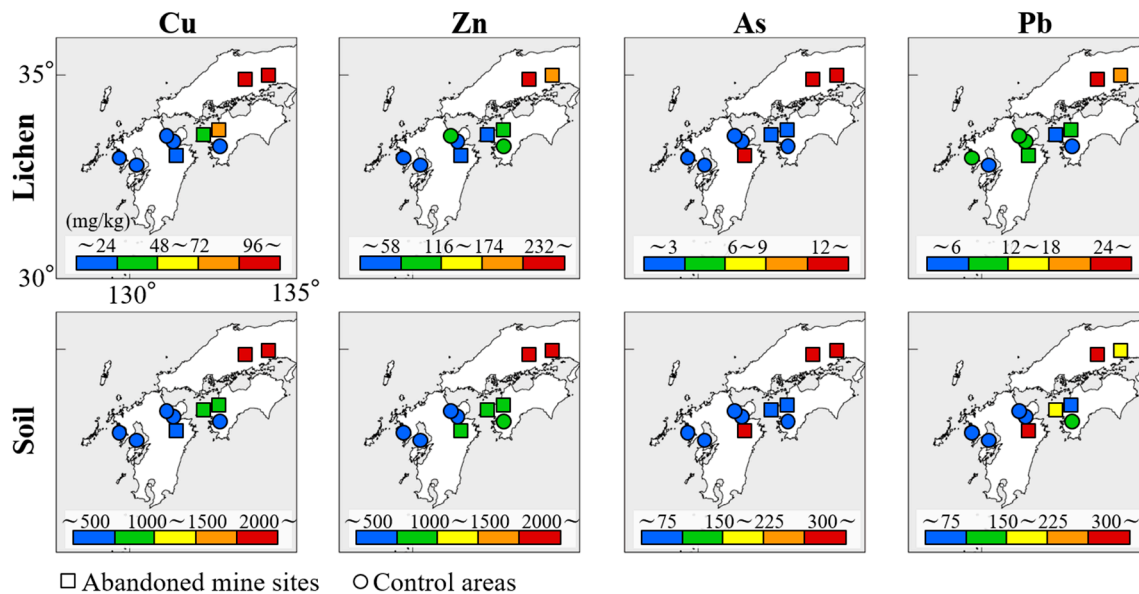 Cu Zn As Pb
35°
Lichen
(mg/kg)
～24 48～72 96～
～58 116～174 232～
～3 6～9 12～
～6 12～18 24～
30°
130° 135°
Soil
～500 1000～1500 2000～
～500 1000～1500 2000～
～75 150～225 300～
～75 150～225 300～
Abandoned mine sites Control areas